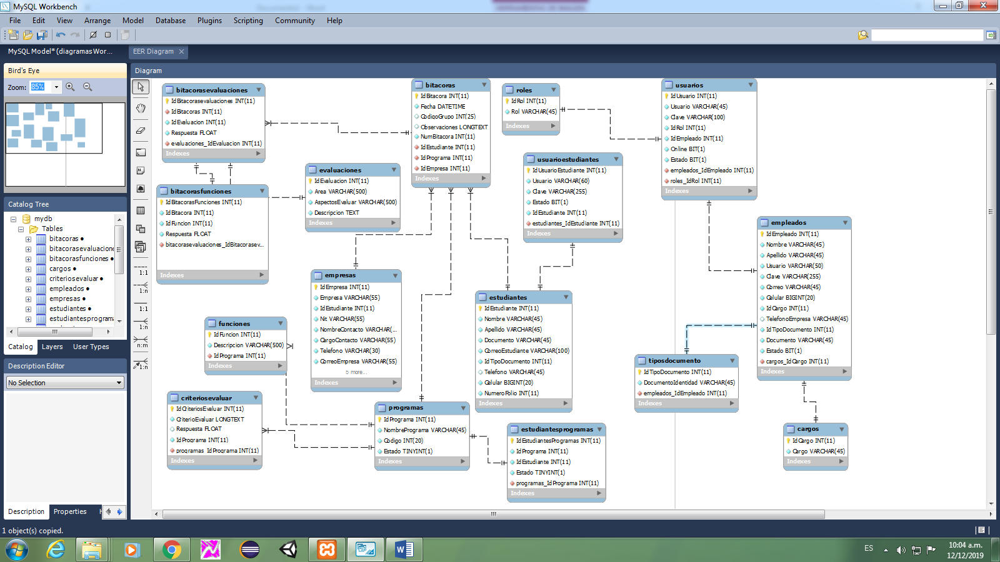 MySQL Workbench
File Edit View Arrange Model Database Plugins Scripting Community Help
MySQL Model* (diagramasWor...
EER Diagram
Bird's Eye
Zoom: 85%
Catalog Tree
mydb
Tables
bitacoras
bitacorasevaluacione
bitacorasfunciones
cargos
criteriosevaluar
empleados
empresas
estudiantes
estudiantesprograma
Catalog Layers User Types
Description Editor
No Selection
Description Properties H
1 object(s) copied.
Diagram
1:1
1:n
1:1
1:n
n:m
1:n
bitacorasevaluaciones
IdBitacorasevaluaciones INT(11)
IdBitacoras INT(11)
IdEvaluacion INT(11)
Respuesta FLOAT
evaluaciones_IdEvaluacion INT(11)
Indexes
bitacorasfunciones
IdBitacorasFunciones INT(11)
IdBitacora INT(11)
IdFuncion INT(11)
Respuesta FLOAT
bitacorasevaluaciones_IdBitacorasev...
Indexes
evaluaciones
IdEvaluacion INT(11)
Area VARCHAR(500)
AspectosEvaluar VARCHAR(500)
Descripcion TEXT
Indexes
bitacoras
IdBitacora INT(11)
Fecha DATETIME
CodigoGrupo INT(25)
Observaciones LONGTEXT
NumBitacora INT(11)
IdEstudiante INT(11)
IdPrograma INT(11)
IdEmpresa INT(11)
Indexes
roles
IdRol INT(11)
Rol VARCHAR(45)
Indexes
usuarioestudiantes
IdUsuarioEstudiante INT(11)
Usuario VARCHAR(60)
Clave VARCHAR(255)
Estado BIT(1)
IdEstudiante INT(11)
estudiantes_IdEstudiante INT(11)
Indexes
usuarios
IdUsuario INT(11)
Usuario VARCHAR(45)
Clave VARCHAR(100)
IdRol INT(11)
IdEmpleado INT(11)
Online BIT(1)
Estado BIT(1)
empleados_IdEmpleado INT(11)
roles_IdRol INT(11)
Indexes
empleados
IdEmpleado INT(11)
Nombre VARCHAR(45)
Apellido VARCHAR(45)
Usuario VARCHAR(50)
Clave VARCHAR(255)
Correo VARCHAR(45)
Celular BIGINT(20)
IdCargo INT(11)
TelefonoEmpresa VARCHAR(45)
IdTipoDocumento INT(11)
Documento VARCHAR(45)
Estado BIT(1)
cargos_IdCargo INT(11)
Indexes
empresas
IdEmpresa INT(11)
Empresa VARCHAR(55)
IdEstudiante INT(11)
Nit VARCHAR(55)
NombreContacto VARCHAR(...
CargoContacto VARCHAR(55)
Telefono VARCHAR(30)
CorreoEmpresa VARCHAR(55)
5 more...
Indexes
estudiantes
IdEstudiante INT(11)
Nombre VARCHAR(45)
Apellido VARCHAR(45)
Documento VARCHAR(45)
CorreoEstudiante VARCHAR(100)
IdTipoDocumento INT(11)
Telefono VARCHAR(45)
Celular BIGINT(20)
NumeroFolio INT(11)
Indexes
funciones
IdFuncion INT(11)
Descripcion VARCHAR(500)
IdPrograma INT(11)
Indexes
tiposdocumento
IdTipoDocumento INT(11)
DocumentoIdentidad VARCHAR(45)
empleados_IdEmpleado INT(11)
Indexes
criteriosevaluar
IdCriteriosEvaluar INT(11)
CriterioEvaluar LONGTEXT
Respuesta FLOAT
IdPrograma INT(11)
programas_IdPrograma INT(11)
Indexes
programas
IdPrograma INT(11)
NombrePrograma VARCHAR(45)
Codigo INT(20)
Estado TINYINT(1)
Indexes
estudiantesprogramas
IdEstudiantesProgramas INT(11)
IdPrograma INT(11)
IdEstudiante INT(11)
Estado TINYINT(1)
programas_IdPrograma INT(11)
Indexes
cargos
IdCargo INT(11)
Cargo VARCHAR(45)
Indexes
ES
10:04 a.m.
12/12/2019